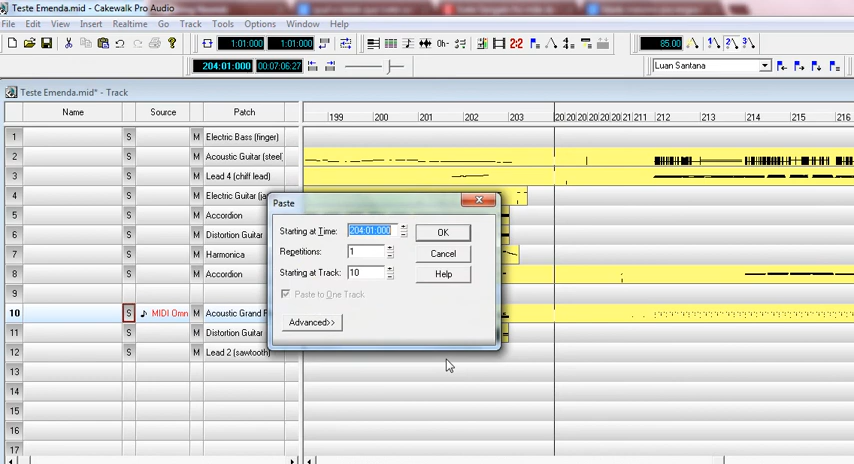 Teste Emenda.mid - Cakewalk Pro Audio
File Edit View Insert Realtime Go Track Tools Options Window Help
1:01:000 1:01:000 0h- 2:2 85.00
204:01:000 00:07:06:27 Luan Santana
Teste Emenda.mid* - Track
Name Source Patch 199 200 201 202 203 211 212 213 214 215 216
1 S M Electric Bass (finger)
2 S M Acoustic Guitar (steel)
3 S M Lead 4 (chiff lead)
4 S M Electric Guitar (ja
5 S M Accordion
6 S M Distortion Guitar
7 S M Harmonica
8 S M Accordion
9 S
10 S MIDI Omn M Acoustic Grand P
11 S M Distortion Guitar
12 S M Lead 2 (sawtooth)
13
14
15
16
17
Paste
Starting at Time: 204:01:000 OK
Repetitions: 1 Cancel
Starting at Track: 10 Help
Paste to One Track
Advanced>>